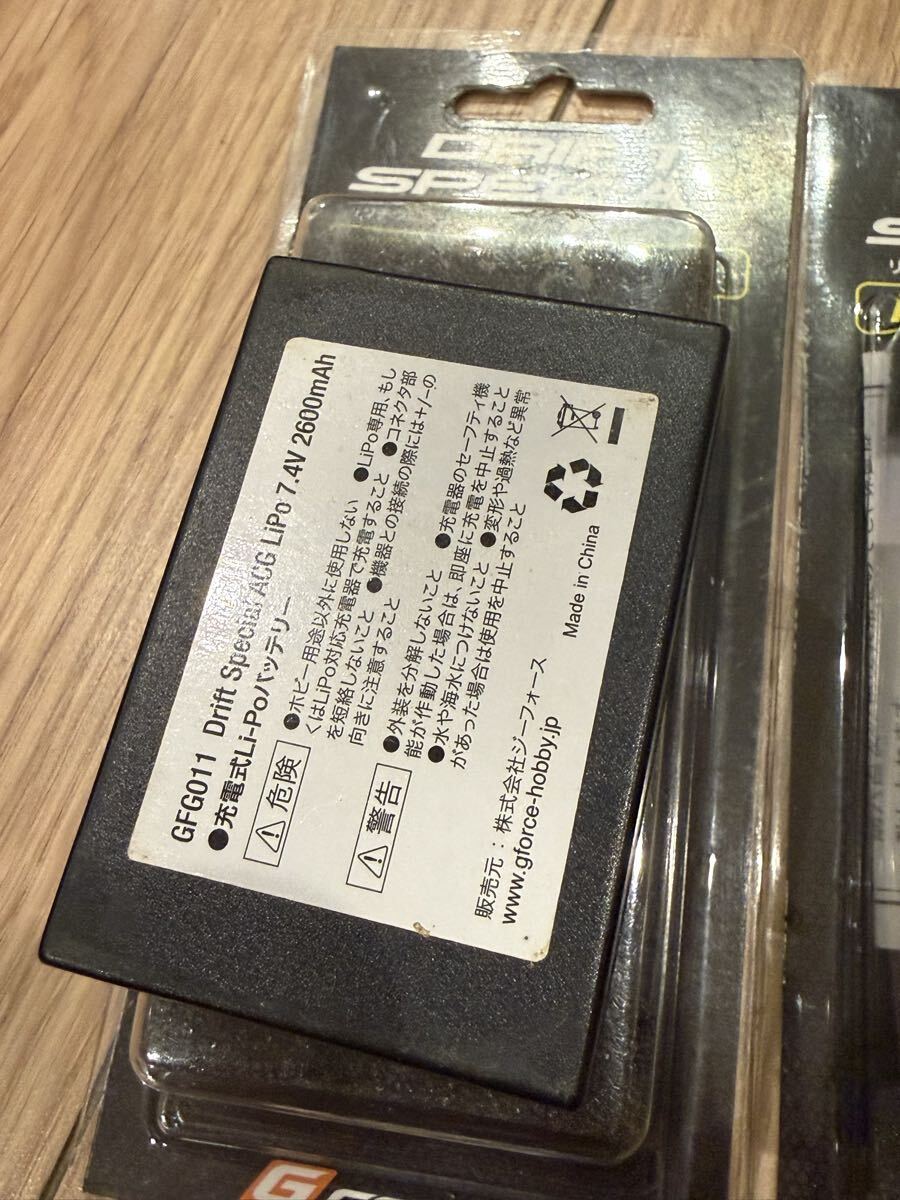 DRIFT
SPECIA
GFG011 Drift Special ACG LiPo 7.4V 2600mAh
●充電式Li-Poバッテリー
⚠危険
●ホビー用途以外に使用しない ●LiPo専用、もし
くはLiPo対応充電器で充電すること ●コネクタ部
を短絡しないこと ●機器との接続の際には+/−の
向きに注意すること
⚠警告
●外装を分解しないこと ●充電器のセーフティ機
能が作動した場合は、即座に充電を中止すること
●水や海水につけないこと ●変形や過熱など異常
があった場合は使用を中止すること
販売元：株式会社ジーフォース Made in China
www.gforce-hobby.jp
G